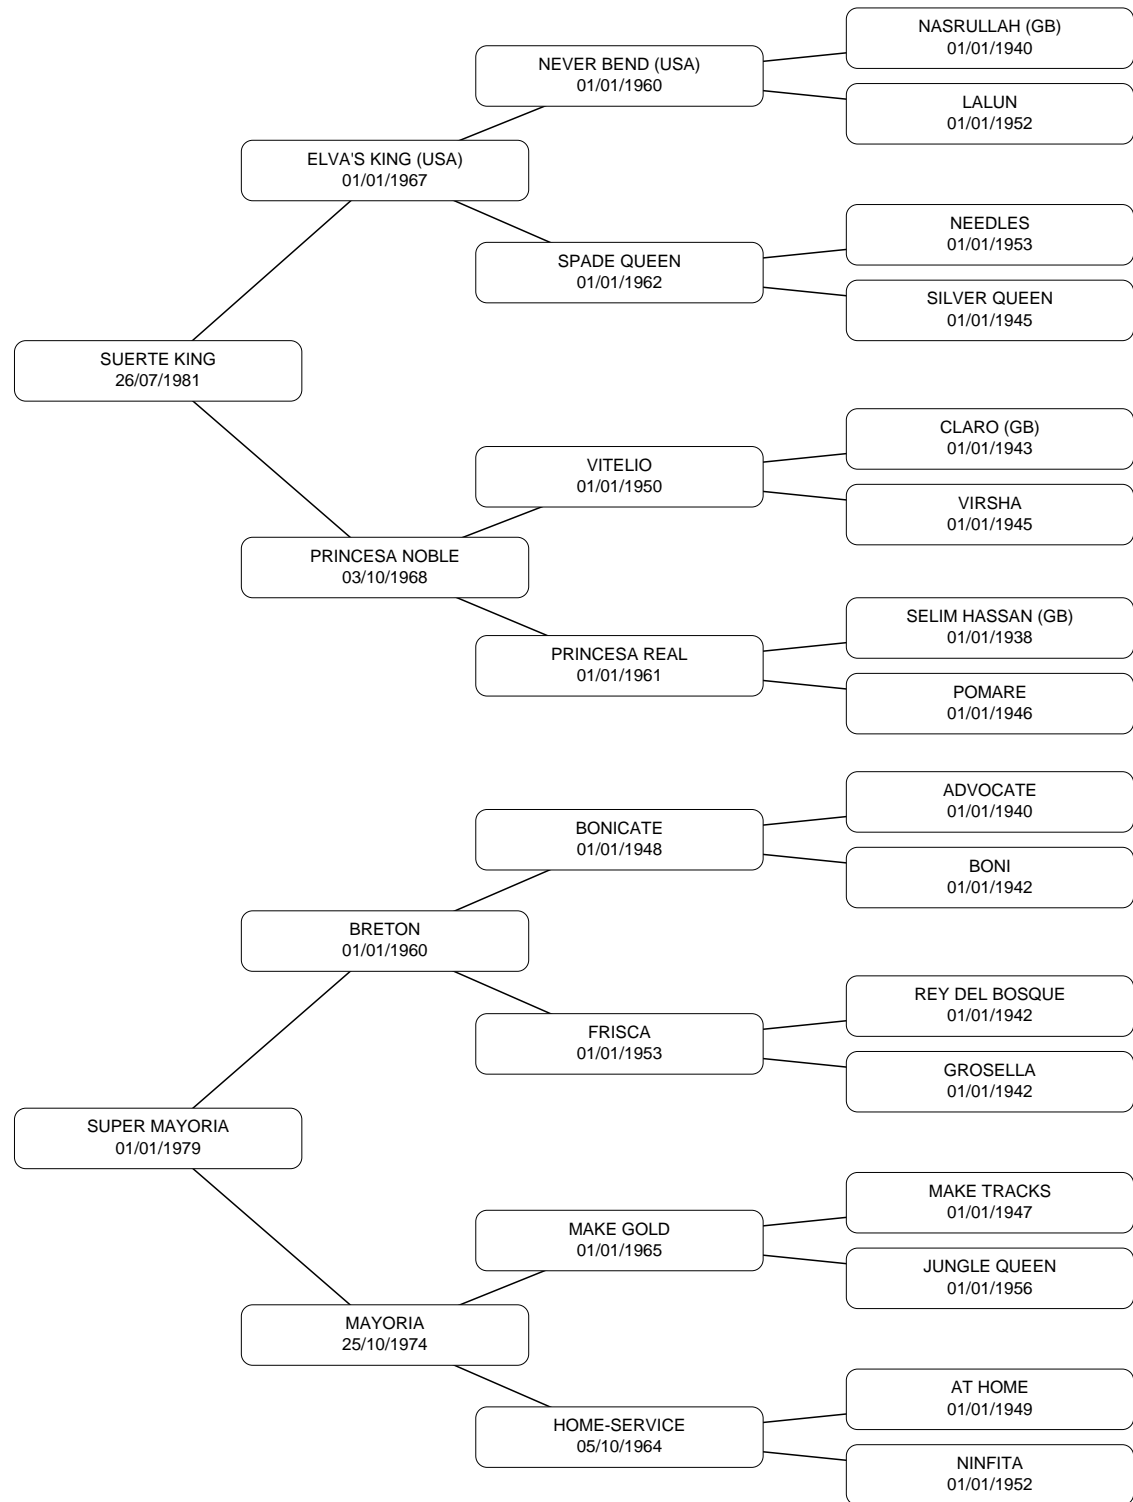 NASRULLAH (GB)
01/01/1940
NEVER BEND (USA)
01/01/1960
LALUN
01/01/1952
ELVA'S KING (USA)
01/01/1967
NEEDLES
01/01/1953
SPADE QUEEN
01/01/1962
SILVER QUEEN
01/01/1945
SUERTE KING
26/07/1981
CLARO (GB)
01/01/1943
VITELIO
01/01/1950
VIRSHA
01/01/1945
PRINCESA NOBLE
03/10/1968
SELIM HASSAN (GB)
01/01/1938
PRINCESA REAL
01/01/1961
POMARE
01/01/1946
ADVOCATE
01/01/1940
BONICATE
01/01/1948
BONI
01/01/1942
BRETON
01/01/1960
REY DEL BOSQUE
01/01/1942
FRISCA
01/01/1953
GROSELLA
01/01/1942
SUPER MAYORIA
01/01/1979
MAKE TRACKS
01/01/1947
MAKE GOLD
01/01/1965
JUNGLE QUEEN
01/01/1956
MAYORIA
25/10/1974
AT HOME
01/01/1949
HOME-SERVICE
05/10/1964
NINFITA
01/01/1952